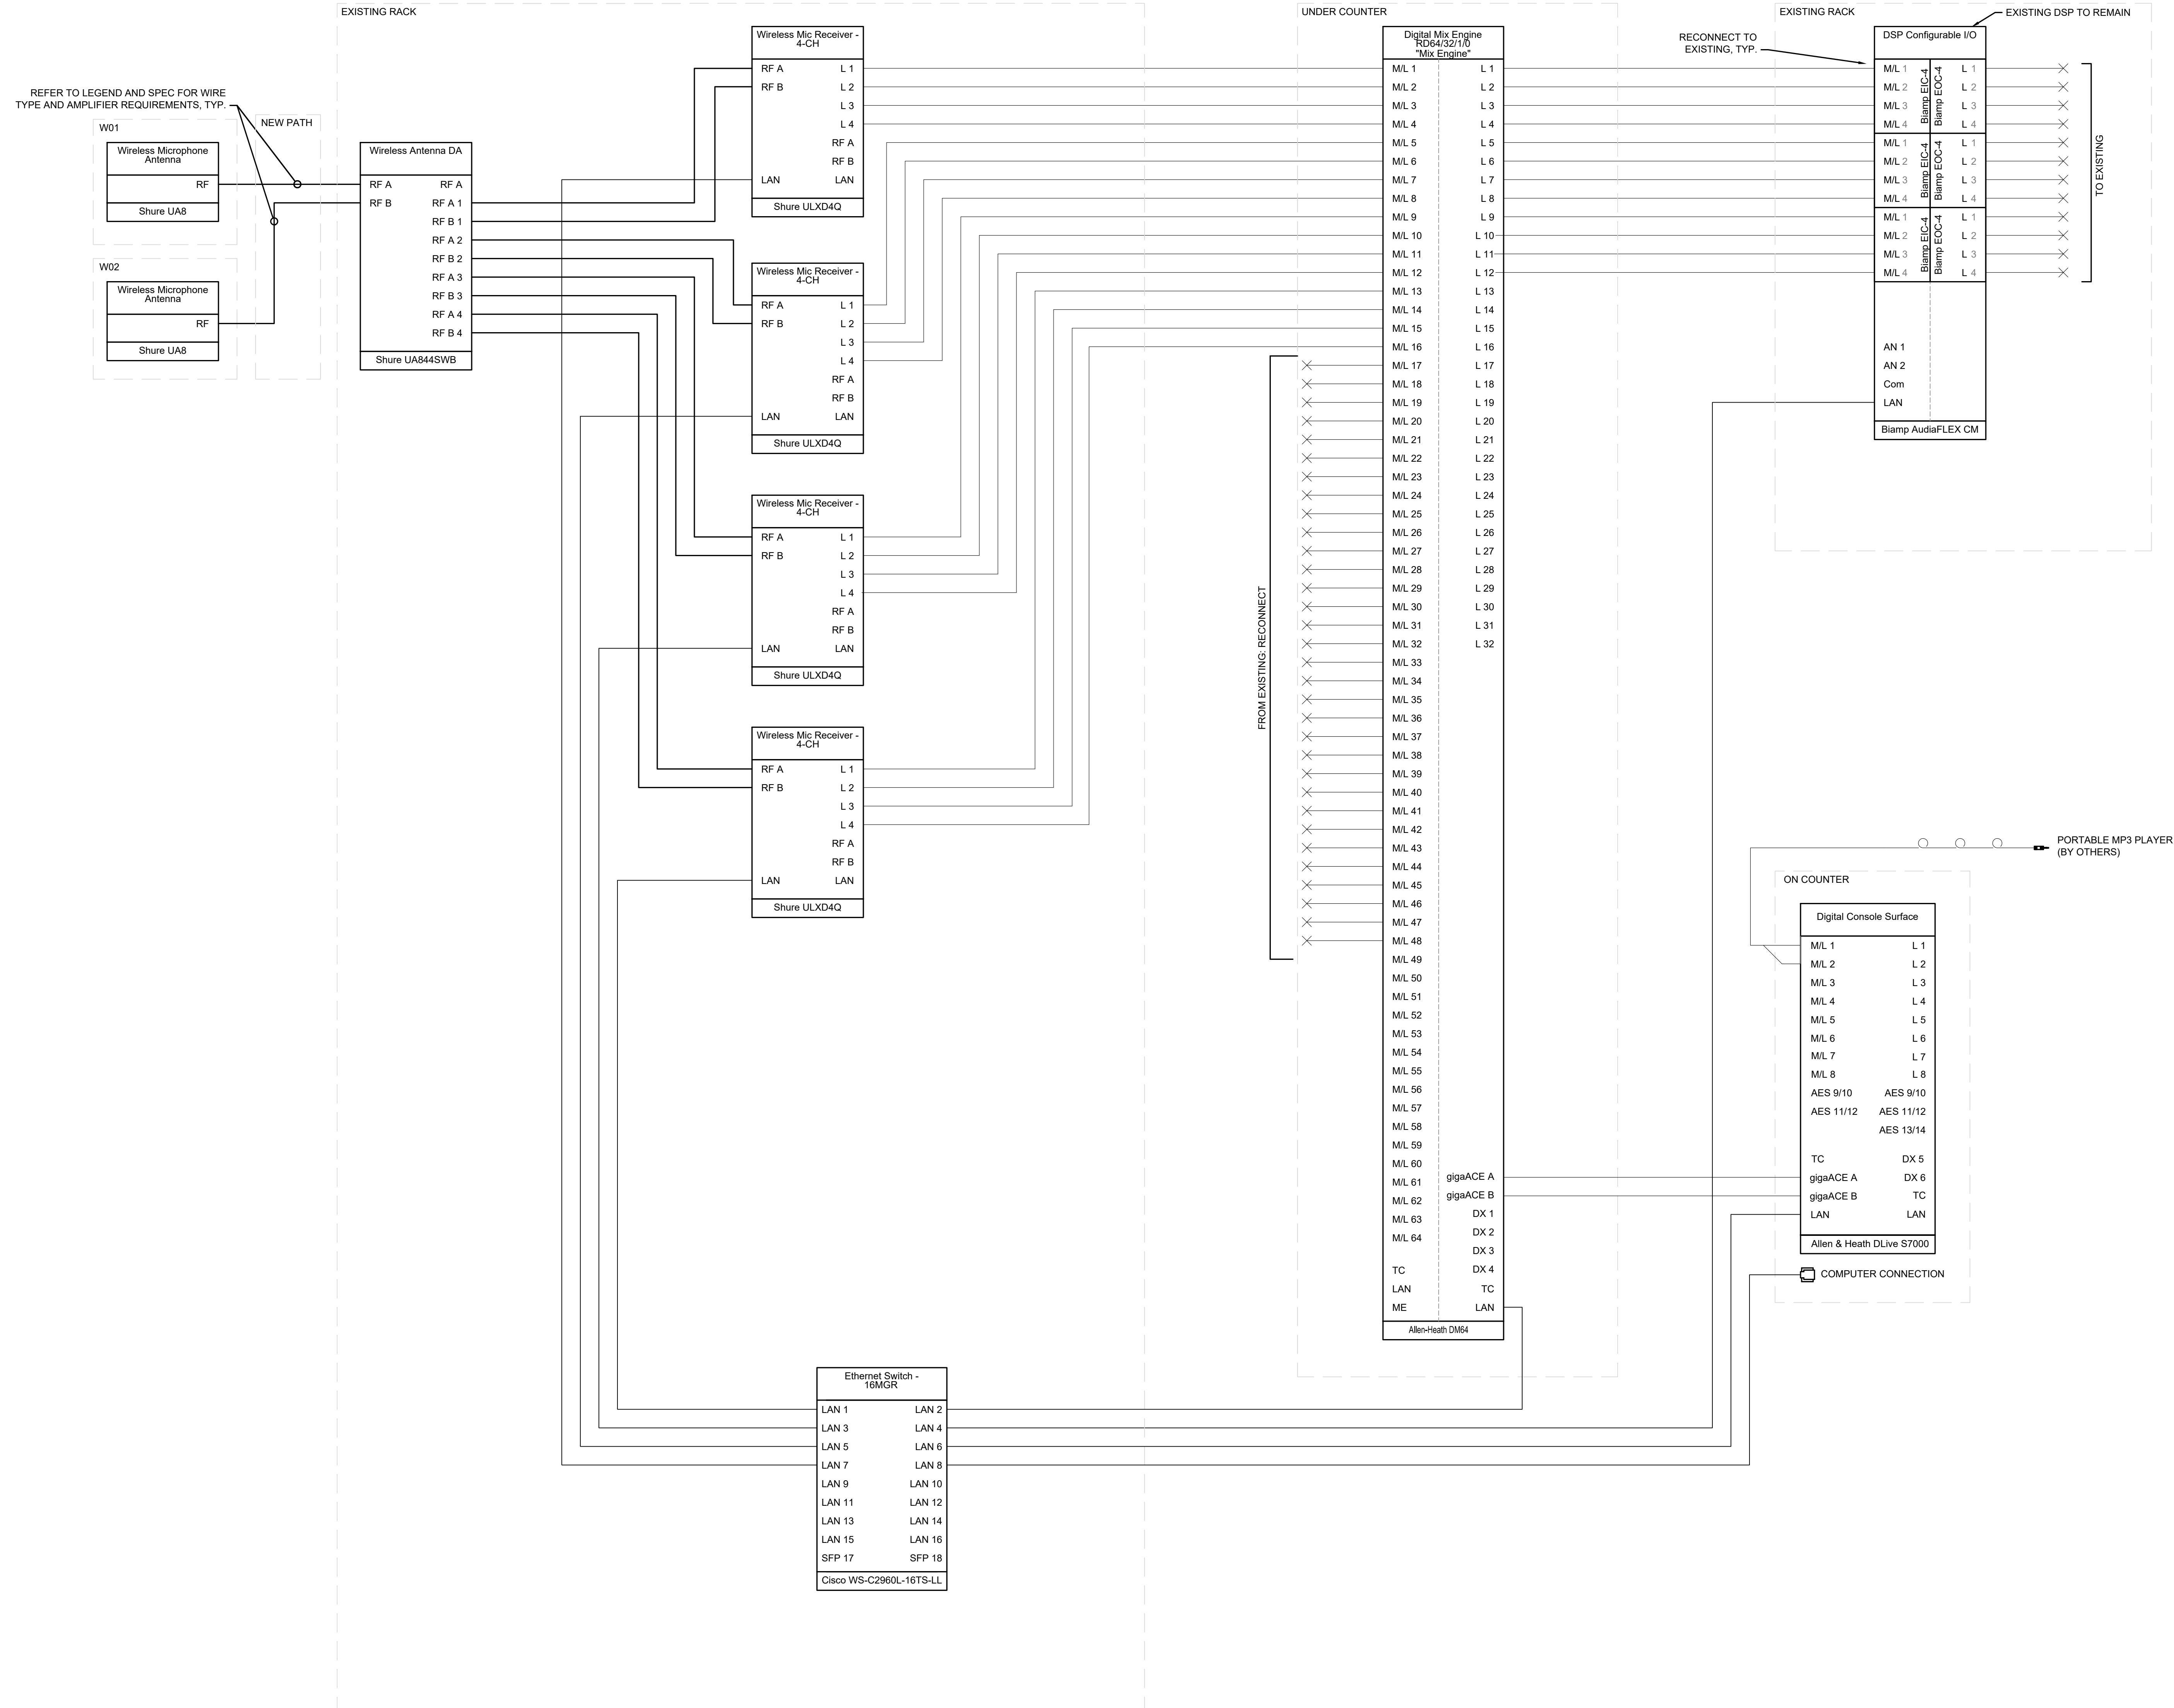 EXISTING RACK
REFER TO LEGEND AND SPEC FOR WIRE
TYPE AND AMPLIFIER REQUIREMENTS, TYP.
NEW PATH
W01
Wireless Microphone
Antenna
RF
Shure UA8
W02
Wireless Microphone
Antenna
RF
Shure UA8
Wireless Antenna DA
RF A RF A
RF B RF A 1
RF B 1
RF A 2
RF B 2
RF A 3
RF B 3
RF A 4
RF B 4
Shure UA844SWB
Wireless Mic Receiver -
4-CH
RF A L 1
RF B L 2
L 3
L 4
RF A
RF B
LAN LAN
Shure ULXD4Q
Wireless Mic Receiver -
4-CH
RF A L 1
RF B L 2
L 3
L 4
RF A
RF B
LAN LAN
Shure ULXD4Q
Wireless Mic Receiver -
4-CH
RF A L 1
RF B L 2
L 3
L 4
RF A
RF B
LAN LAN
Shure ULXD4Q
Wireless Mic Receiver -
4-CH
RF A L 1
RF B L 2
L 3
L 4
RF A
RF B
LAN LAN
Shure ULXD4Q
Ethernet Switch -
16MGR
LAN 1 LAN 2
LAN 3 LAN 4
LAN 5 LAN 6
LAN 7 LAN 8
LAN 9 LAN 10
LAN 11 LAN 12
LAN 13 LAN 14
LAN 15 LAN 16
SFP 17 SFP 18
Cisco WS-C2960L-16TS-LL
UNDER COUNTER
FROM EXISTING: RECONNECT
Digital Mix Engine
RD64/32/1/0
"Mix Engine"
M/L 1 L 1
M/L 2 L 2
M/L 3 L 3
M/L 4 L 4
M/L 5 L 5
M/L 6 L 6
M/L 7 L 7
M/L 8 L 8
M/L 9 L 9
M/L 10 L 10
M/L 11 L 11
M/L 12 L 12
M/L 13 L 13
M/L 14 L 14
M/L 15 L 15
M/L 16 L 16
M/L 17 L 17
M/L 18 L 18
M/L 19 L 19
M/L 20 L 20
M/L 21 L 21
M/L 22 L 22
M/L 23 L 23
M/L 24 L 24
M/L 25 L 25
M/L 26 L 26
M/L 27 L 27
M/L 28 L 28
M/L 29 L 29
M/L 30 L 30
M/L 31 L 31
M/L 32 L 32
M/L 33
M/L 34
M/L 35
M/L 36
M/L 37
M/L 38
M/L 39
M/L 40
M/L 41
M/L 42
M/L 43
M/L 44
M/L 45
M/L 46
M/L 47
M/L 48
M/L 49
M/L 50
M/L 51
M/L 52
M/L 53
M/L 54
M/L 55
M/L 56
M/L 57
M/L 58
M/L 59
M/L 60
M/L 61 gigaACE A
M/L 62 gigaACE B
M/L 63 DX 1
M/L 64 DX 2
DX 3
TC DX 4
LAN TC
ME LAN
Allen-Heath DM64
EXISTING RACK
EXISTING DSP TO REMAIN
RECONNECT TO
EXISTING, TYP.
DSP Configurable I/O
M/L 1 L 1
M/L 2 L 2
M/L 3 L 3
M/L 4 L 4
Biamp EIC-4
Biamp EOC-4
M/L 1 L 1
M/L 2 L 2
M/L 3 L 3
M/L 4 L 4
Biamp EIC-4
Biamp EOC-4
M/L 1 L 1
M/L 2 L 2
M/L 3 L 3
M/L 4 L 4
Biamp EIC-4
Biamp EOC-4
AN 1
AN 2
Com
LAN
Biamp AudiaFLEX CM
TO EXISTING
PORTABLE MP3 PLAYER
(BY OTHERS)
ON COUNTER
Digital Console Surface
M/L 1 L 1
M/L 2 L 2
M/L 3 L 3
M/L 4 L 4
M/L 5 L 5
M/L 6 L 6
M/L 7 L 7
M/L 8 L 8
AES 9/10 AES 9/10
AES 11/12 AES 11/12
AES 13/14
TC DX 5
gigaACE A DX 6
gigaACE B TC
LAN LAN
Allen & Heath DLive S7000
COMPUTER CONNECTION